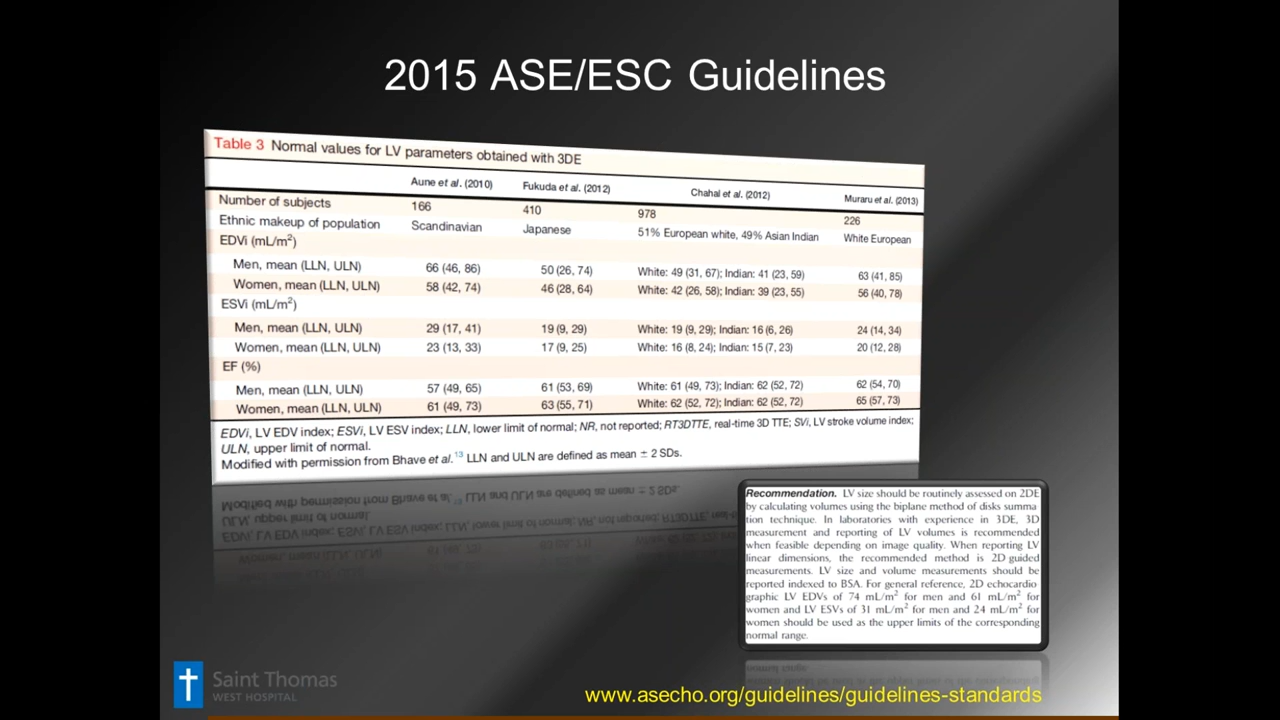 2015 ASE/ESC Guidelines
Table 3 Normal values for LV parameters obtained with 3DE
Aune et al. (2010) Fukuda et al. (2012) Chahal et al. (2012) Muraru et al. (2013)
Number of subjects 166 410 978 226
Ethnic makeup of population Scandinavian Japanese 51% European white, 49% Asian Indian White European
EDVi (mL/m²)
Men, mean (LLN, ULN) 66 (46, 86) 50 (26, 74) White: 49 (31, 67); Indian: 41 (23, 59) 63 (41, 85)
Women, mean (LLN, ULN) 58 (42, 74) 46 (28, 64) White: 42 (26, 58); Indian: 39 (23, 55) 56 (40, 78)
ESVi (mL/m²)
Men, mean (LLN, ULN) 29 (17, 41) 19 (9, 29) White: 19 (9, 29); Indian: 16 (6, 26) 24 (14, 34)
Women, mean (LLN, ULN) 23 (13, 33) 17 (9, 25) White: 16 (8, 24); Indian: 15 (7, 23) 20 (12, 28)
EF (%)
Men, mean (LLN, ULN) 57 (49, 65) 61 (53, 69) White: 61 (49, 73); Indian: 62 (52, 72) 62 (54, 70)
Women, mean (LLN, ULN) 61 (49, 73) 63 (55, 71) White: 62 (52, 72); Indian: 62 (52, 72) 65 (57, 73)
EDVi, LV EDV index; ESVi, LV ESV index; LLN, lower limit of normal; NR, not reported; RT3DTTE, real-time 3D TTE; SVi, LV stroke volume index;
ULN, upper limit of normal.
Modified with permission from Bhave et al.¹³ LLN and ULN are defined as mean ± 2 SDs.
Recommendation. LV size should be routinely assessed on 2DE
by calculating volumes using the biplane method of disks summa
tion technique. In laboratories with experience in 3DE, 3D
measurement and reporting of LV volumes is recommended
when feasible depending on image quality. When reporting LV
linear dimensions, the recommended method is 2D guided
measurements. LV size and volume measurements should be
reported indexed to BSA. For general reference, 2D echocardio
graphic LV EDVs of 74 mL/m² for men and 61 mL/m² for
women and LV ESVs of 31 mL/m² for men and 24 mL/m² for
women should be used as the upper limits of the corresponding
normal range.
Saint Thomas
WEST HOSPITAL
www.asecho.org/guidelines/guidelines-standards